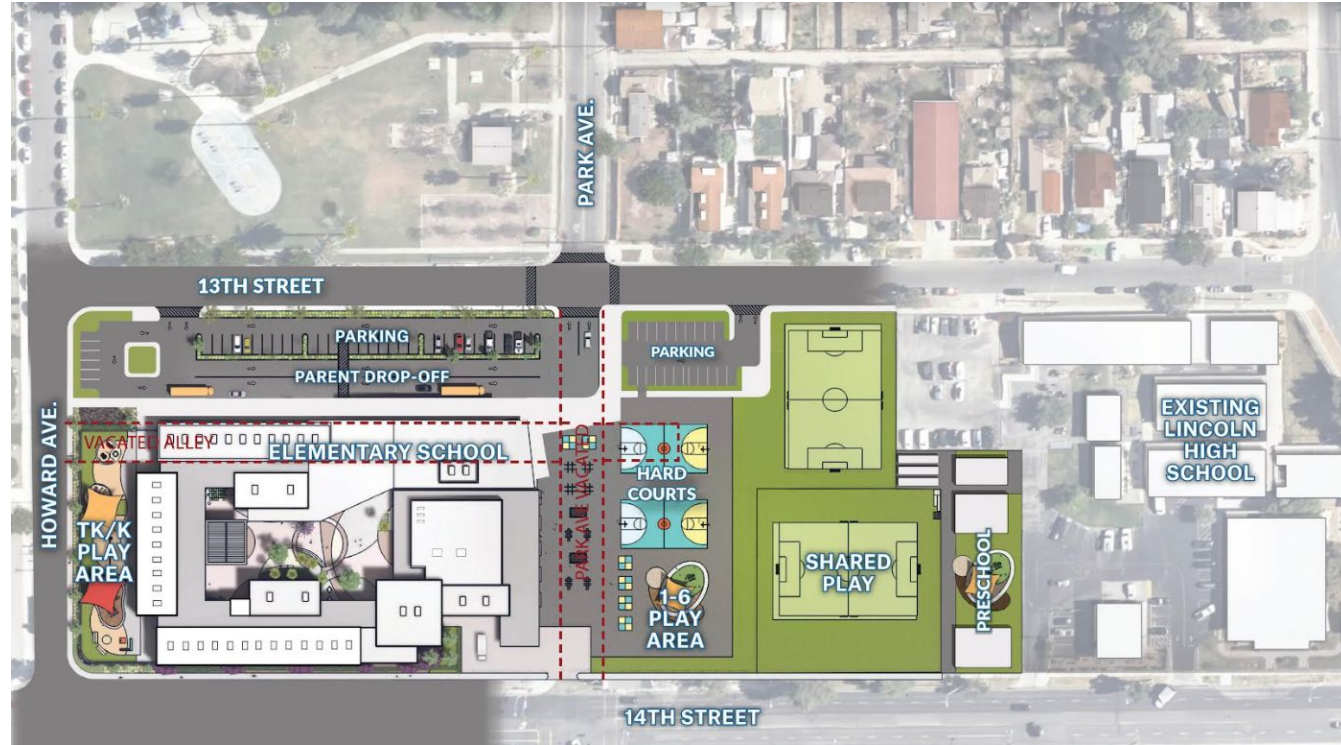 PARK AVE.
13TH STREET
PARKING
PARKING
PARENT DROP-OFF
HOWARD AVE.
VACATED ALLEY
ELEMENTARY SCHOOL
PARK AVE VACATED
HARD
COURTS
EXISTING
LINCOLN
HIGH
SCHOOL
TK/K
PLAY
AREA
SHARED
PLAY
1-6
PLAY
AREA
PRESCHOOL
14TH STREET